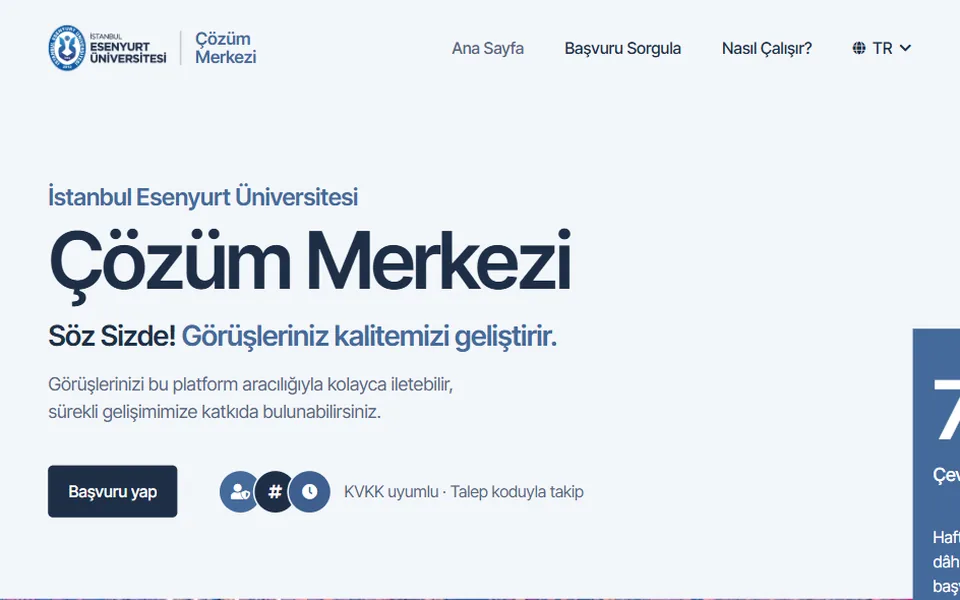 İSTANBUL
ESENYURT
ÜNİVERSİTESİ
Çözüm
Merkezi
Ana Sayfa
Başvuru Sorgula
Nasıl Çalışır?
TR
İstanbul Esenyurt Üniversitesi
Çözüm Merkezi
Söz Sizde! Görüşleriniz kalitemizi geliştirir.
Görüşlerinizi bu platform aracılığıyla kolayca iletebilir,
sürekli gelişimimize katkıda bulunabilirsiniz.
Başvuru yap
#
KVKK uyumlu · Talep koduyla takip
7